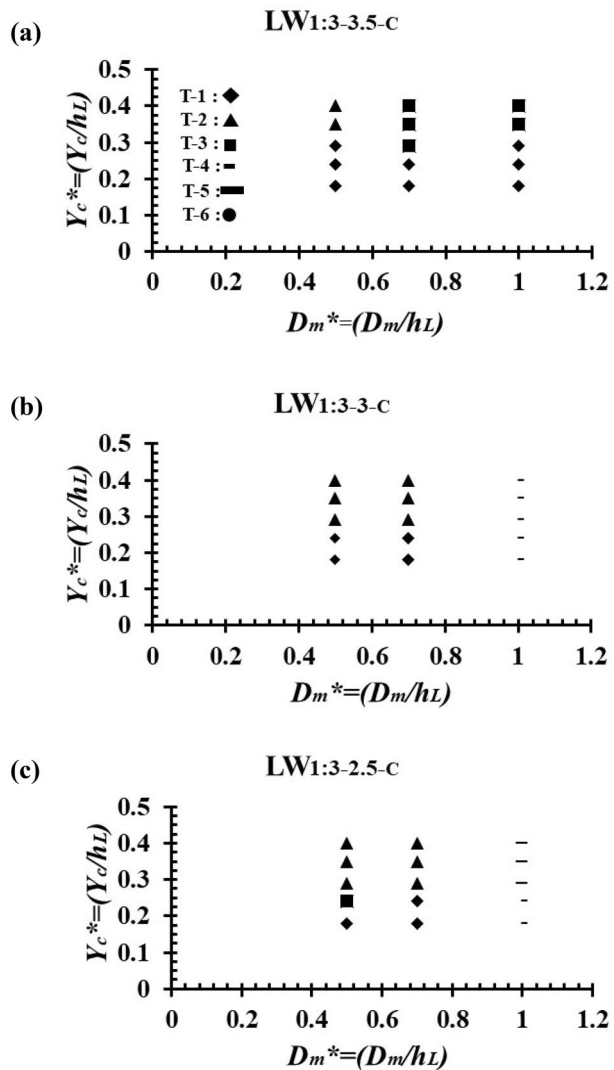 (a)
LW1:3-3.5-C
Yc*=(Yc/hL)
0.5
0.4
0.3
0.2
0.1
0
T-1 :
T-2 :
T-3 :
T-4 :
T-5 :
T-6 :
0 0.2 0.4 0.6 0.8 1 1.2
Dm*=(Dm/hL)
(b)
LW1:3-3-C
Yc*=(Yc/hL)
0.5
0.4
0.3
0.2
0.1
0
0 0.2 0.4 0.6 0.8 1 1.2
Dm*=(Dm/hL)
(c)
LW1:3-2.5-C
Yc*=(Yc/hL)
0.5
0.4
0.3
0.2
0.1
0
0 0.2 0.4 0.6 0.8 1 1.2
Dm*=(Dm/hL)